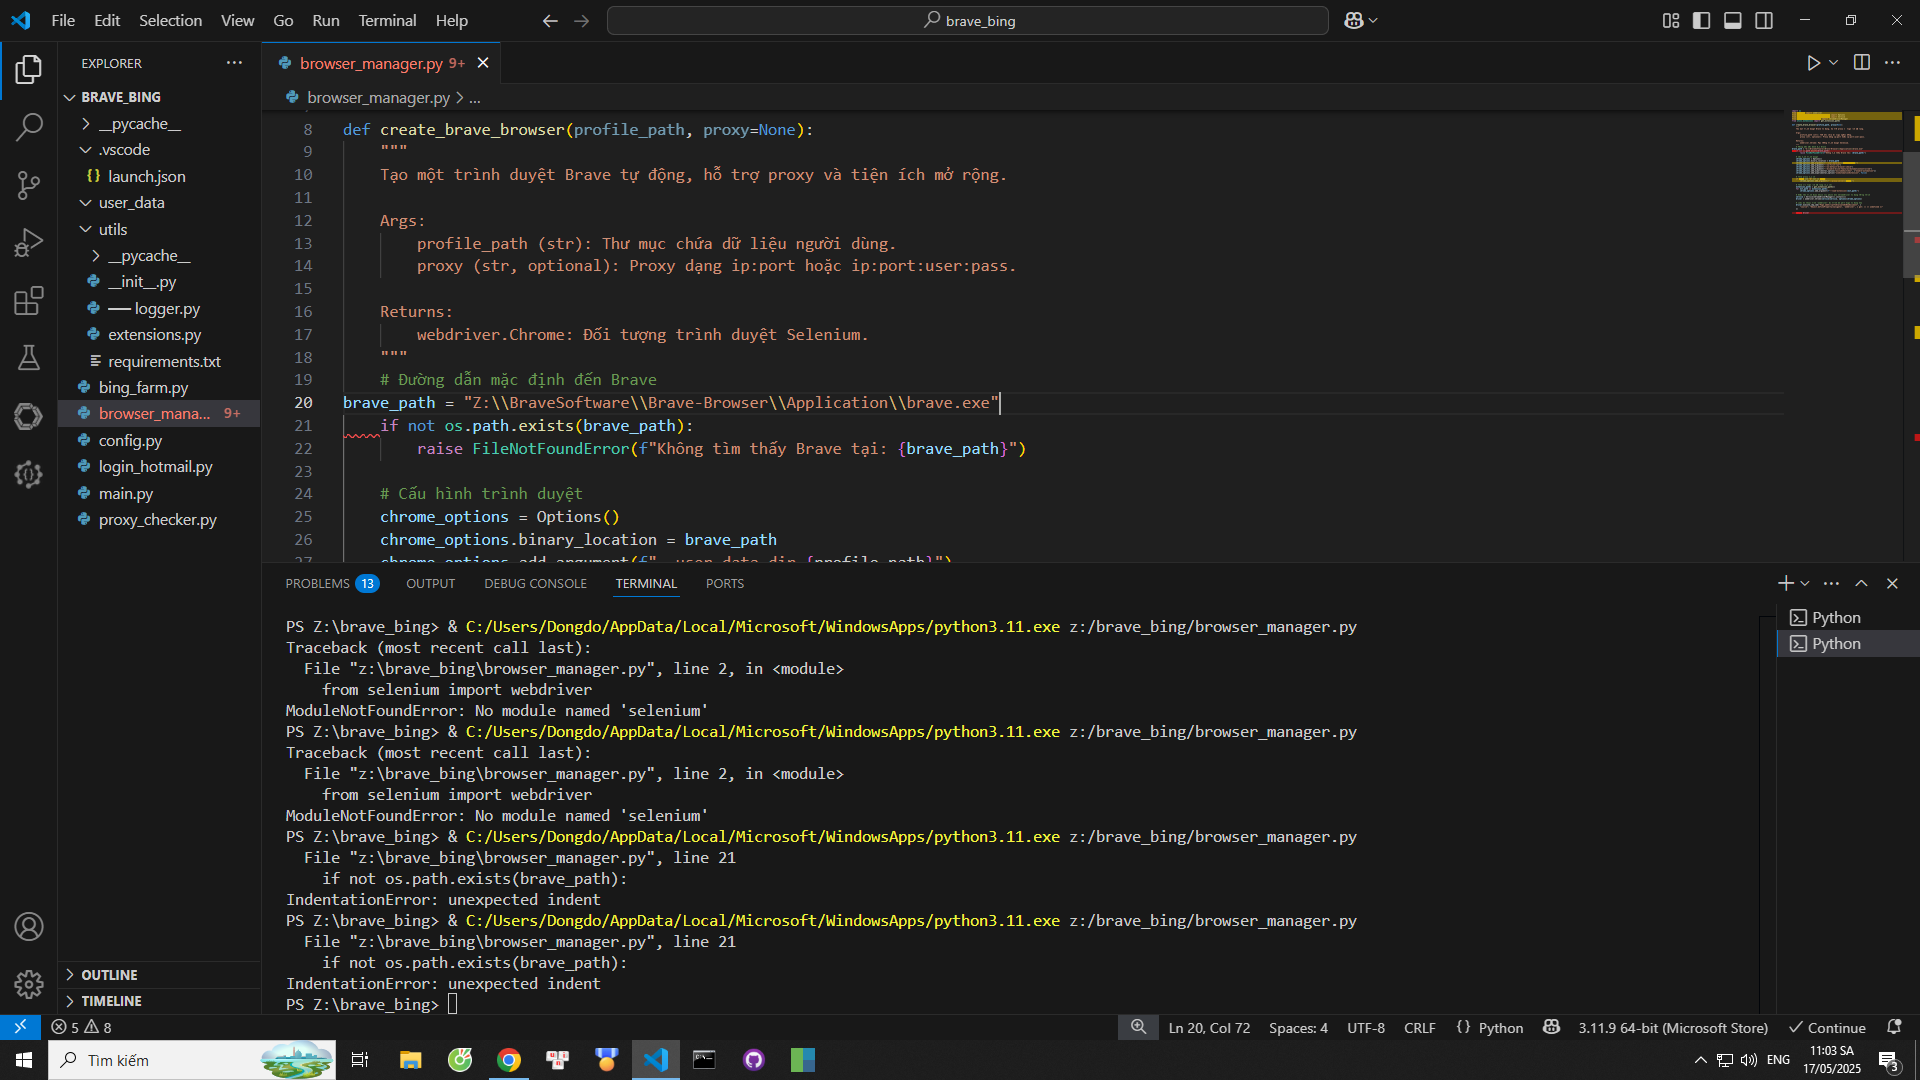 File Edit Selection View Go Run Terminal Help
brave_bing
EXPLORER
BRAVE_BING
__pycache__
.vscode
launch.json
user_data
utils
__pycache__
__init__.py
── logger.py
extensions.py
requirements.txt
bing_farm.py
browser_mana... 9+
config.py
login_hotmail.py
main.py
proxy_checker.py
OUTLINE
TIMELINE
browser_manager.py 9+
browser_manager.py > ...
8 def create_brave_browser(profile_path, proxy=None):
9 """
10 Tạo một trình duyệt Brave tự động, hỗ trợ proxy và tiện ích mở rộng.
11
12 Args:
13 profile_path (str): Thư mục chứa dữ liệu người dùng.
14 proxy (str, optional): Proxy dạng ip:port hoặc ip:port:user:pass.
15
16 Returns:
17 webdriver.Chrome: Đối tượng trình duyệt Selenium.
18 """
19 # Đường dẫn mặc định đến Brave
20 brave_path = "Z:\\BraveSoftware\\Brave-Browser\\Application\\brave.exe"
21 if not os.path.exists(brave_path):
22 raise FileNotFoundError(f"Không tìm thấy Brave tại: {brave_path}")
23
24 # Cấu hình trình duyệt
25 chrome_options = Options()
26 chrome_options.binary_location = brave_path
PROBLEMS 13 OUTPUT DEBUG CONSOLE TERMINAL PORTS
PS Z:\brave_bing> & C:/Users/Dongdo/AppData/Local/Microsoft/WindowsApps/python3.11.exe z:/brave_bing/browser_manager.py
Traceback (most recent call last):
File "z:\brave_bing\browser_manager.py", line 2, in <module>
from selenium import webdriver
ModuleNotFoundError: No module named 'selenium'
PS Z:\brave_bing> & C:/Users/Dongdo/AppData/Local/Microsoft/WindowsApps/python3.11.exe z:/brave_bing/browser_manager.py
Traceback (most recent call last):
File "z:\brave_bing\browser_manager.py", line 2, in <module>
from selenium import webdriver
ModuleNotFoundError: No module named 'selenium'
PS Z:\brave_bing> & C:/Users/Dongdo/AppData/Local/Microsoft/WindowsApps/python3.11.exe z:/brave_bing/browser_manager.py
File "z:\brave_bing\browser_manager.py", line 21
if not os.path.exists(brave_path):
IndentationError: unexpected indent
PS Z:\brave_bing> & C:/Users/Dongdo/AppData/Local/Microsoft/WindowsApps/python3.11.exe z:/brave_bing/browser_manager.py
File "z:\brave_bing\browser_manager.py", line 21
if not os.path.exists(brave_path):
IndentationError: unexpected indent
PS Z:\brave_bing>
Python
Python
5 8
Ln 20, Col 72 Spaces: 4 UTF-8 CRLF {} Python 3.11.9 64-bit (Microsoft Store) Continue
Tìm kiếm
ENG
11:03 SA
17/05/2025
3